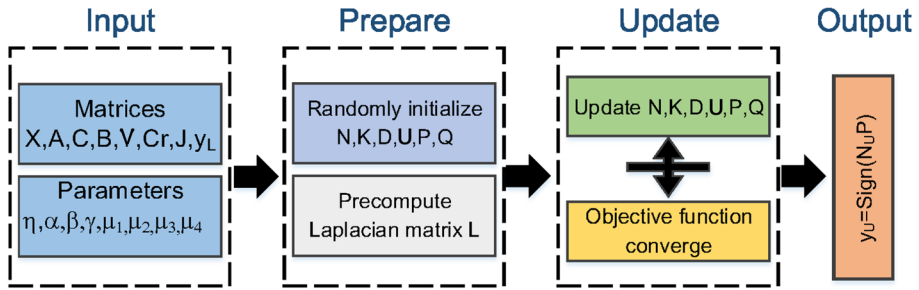 Input
Matrices
X,A,C,B,V,Cr,J,y_L
Parameters
η,α,β,γ,μ₁,μ₂,μ₃,μ₄
Prepare
Randomly initialize
N,K,D,U,P,Q
Precompute
Laplacian matrix L
Update
Update N,K,D,U,P,Q
Objective function
converge
Output
y_U=Sign(N_UP)